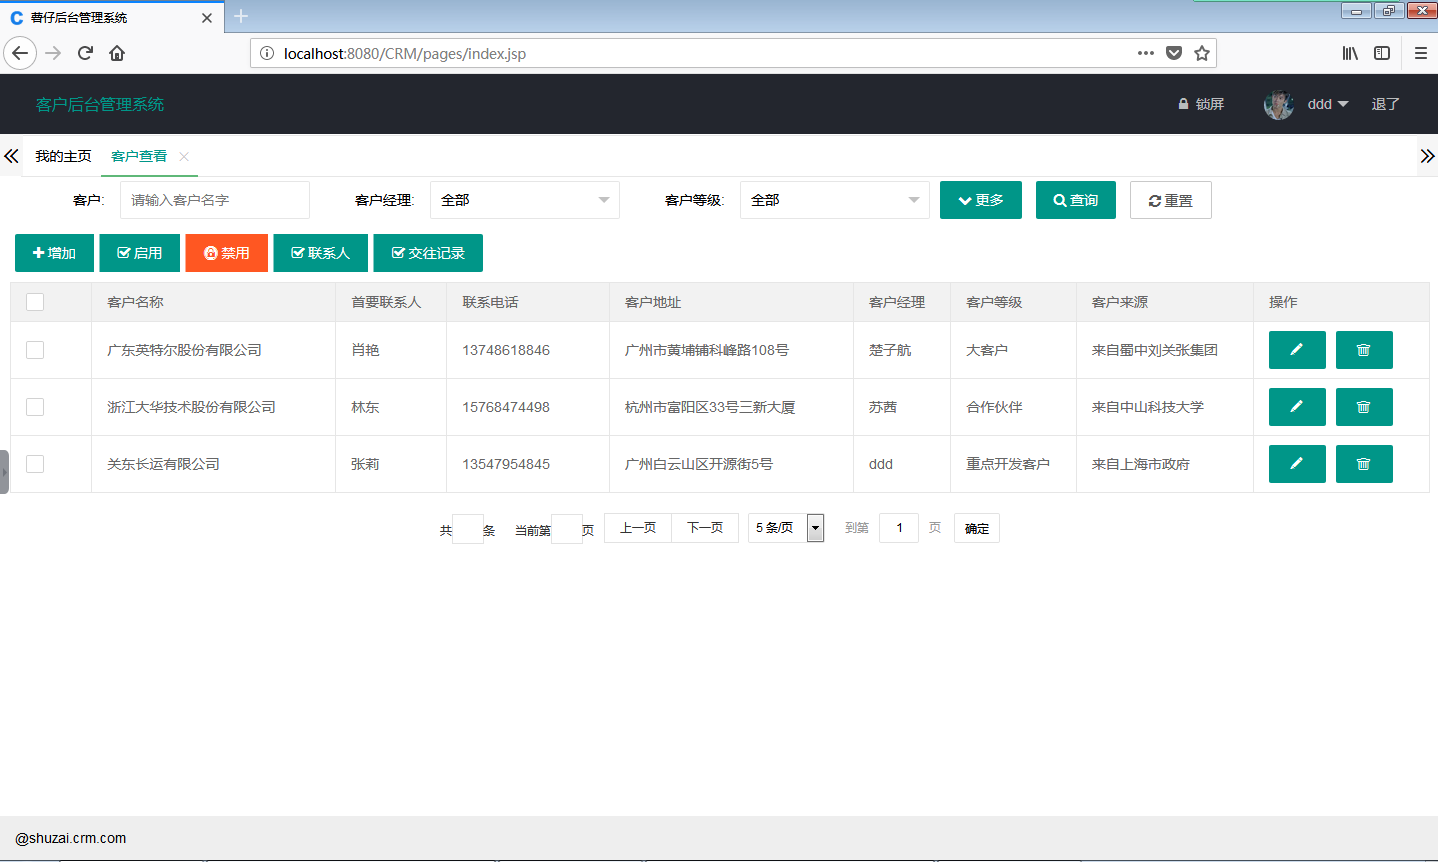 薯仔后台管理系统
localhost:8080/CRM/pages/index.jsp
客户后台管理系统
锁屏 ddd 退了
我的主页 客户查看
客户: 请输入客户名字 客户经理: 全部 客户等级: 全部 更多 查询 重置
增加 启用 禁用 联系人 交往记录
客户名称 首要联系人 联系电话 客户地址 客户经理 客户等级 客户来源 操作
广东英特尔股份有限公司 肖艳 13748618846 广州市黄埔铺科峰路108号 楚子航 大客户 来自蜀中刘关张集团
浙江大华技术股份有限公司 林东 15768474498 杭州市富阳区33号三新大厦 苏茜 合作伙伴 来自中山科技大学
关东长运有限公司 张莉 13547954845 广州白云山区开源街5号 ddd 重点开发客户 来自上海市政府
共 条 当前第 页 上一页 下一页 5 条/页 到第 1 页 确定
@shuzai.crm.com